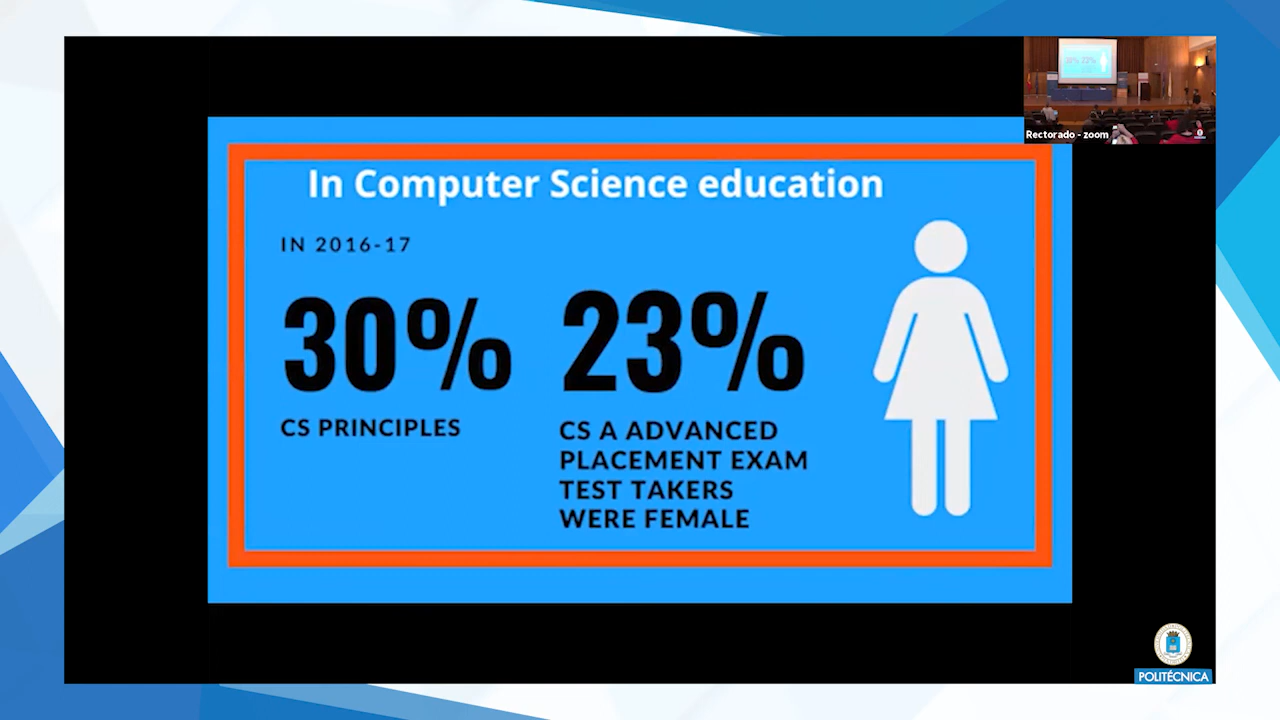 Rectorado - zoom
In Computer Science education
IN 2016-17
30%
23%
CS PRINCIPLES
CS A ADVANCED
PLACEMENT EXAM
TEST TAKERS
WERE FEMALE
POLITÉCNICA